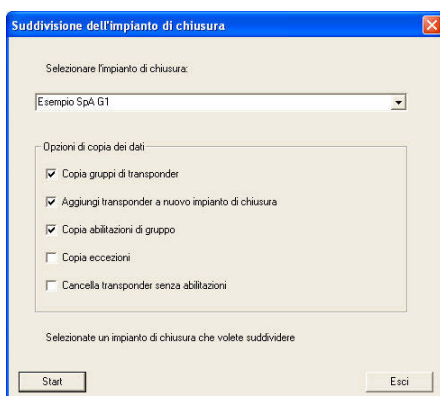 Suddivisione dell'impianto di chiusura
Selezionare l'impianto di chiusura:
Esempio SpA G1
Opzioni di copia dei dati
Copia gruppi di transponder
Aggiungi transponder a nuovo impianto di chiusura
Copia abilitazioni di gruppo
Copia eccezioni
Cancella transponder senza abilitazioni
Selezionate un impianto di chiusura che volete suddividere
Start
Esci